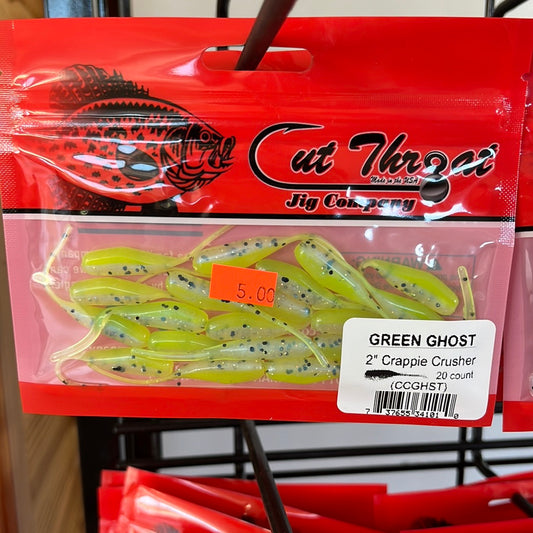 Cut Throat
Made in the USA
Jig Company
5.00
GREEN GHOST
2" Crappie Crusher
20 count
(CCGHST)
7 37655 34101 0